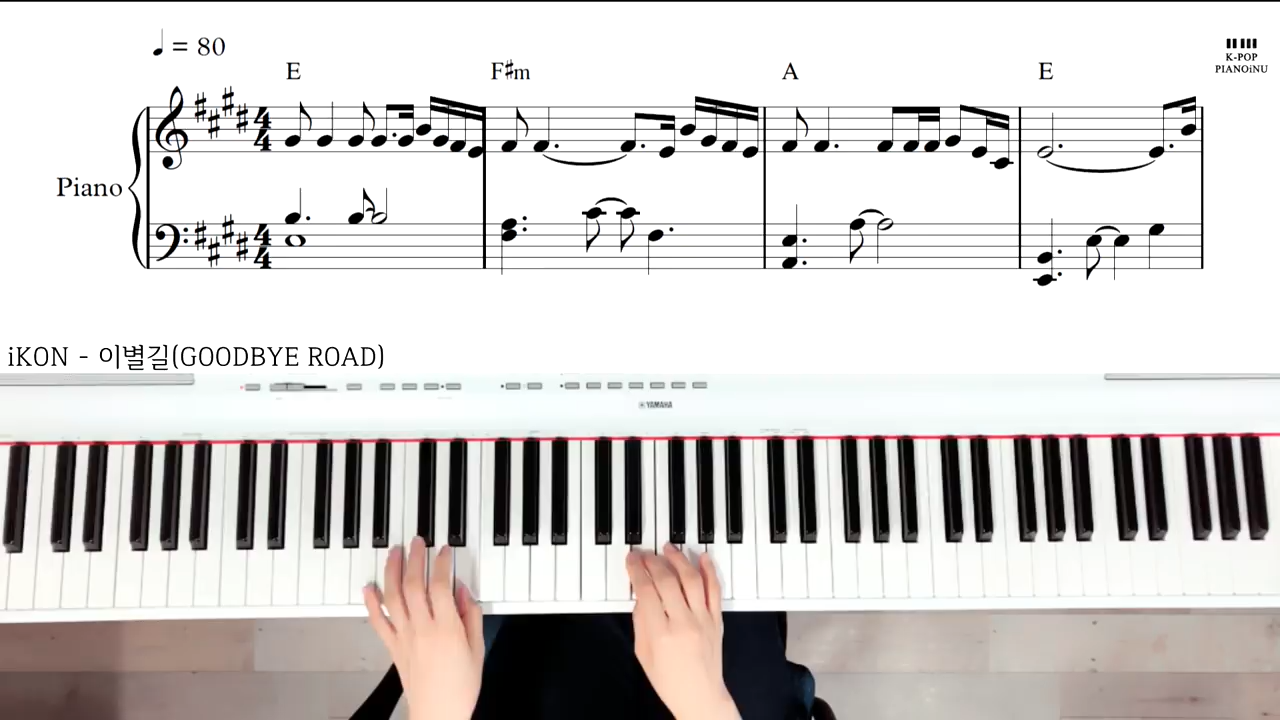 ♩ = 80
K-POP
PIANOiNU
E
F♯m
A
E
Piano
iKON - 이별길(GOODBYE ROAD)
YAMAHA